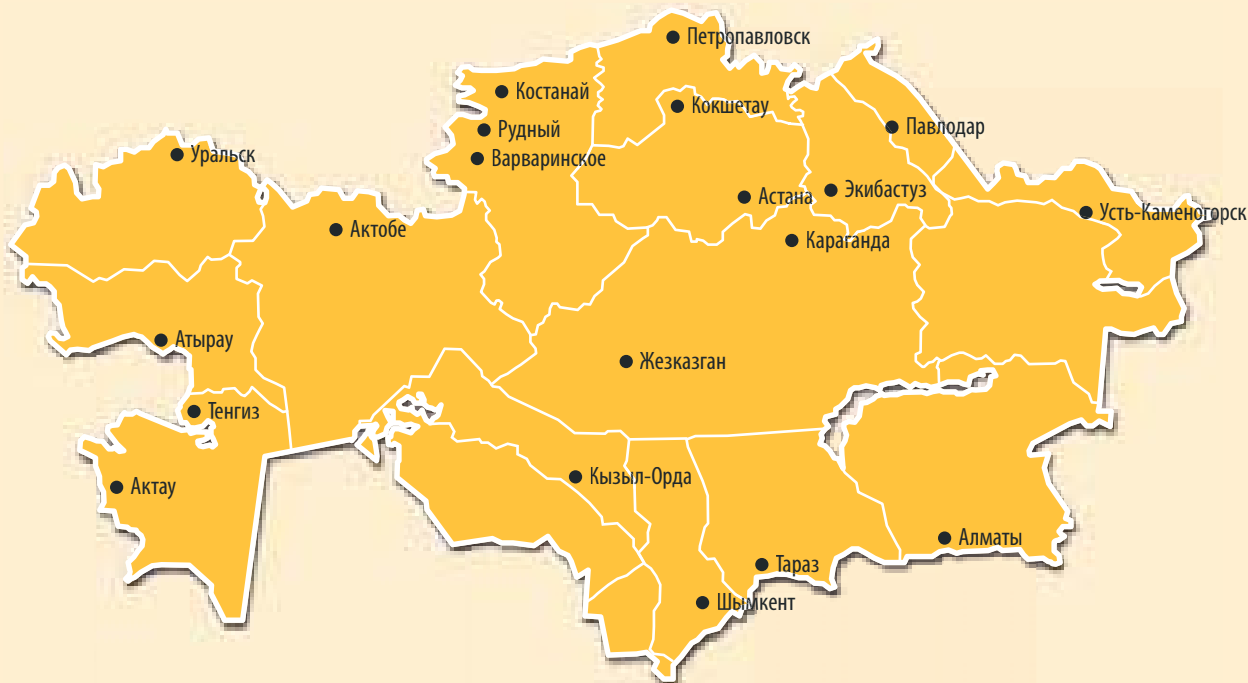 Петропавловск
Костанай
Кокшетау
Рудный
Павлодар
Уральск
Варваринское
Астана
Экибастуз
Усть-Каменогорск
Актобе
Караганда
Атырау
Жезказган
Тенгиз
Кызыл-Орда
Актау
Алматы
Тараз
Шымкент